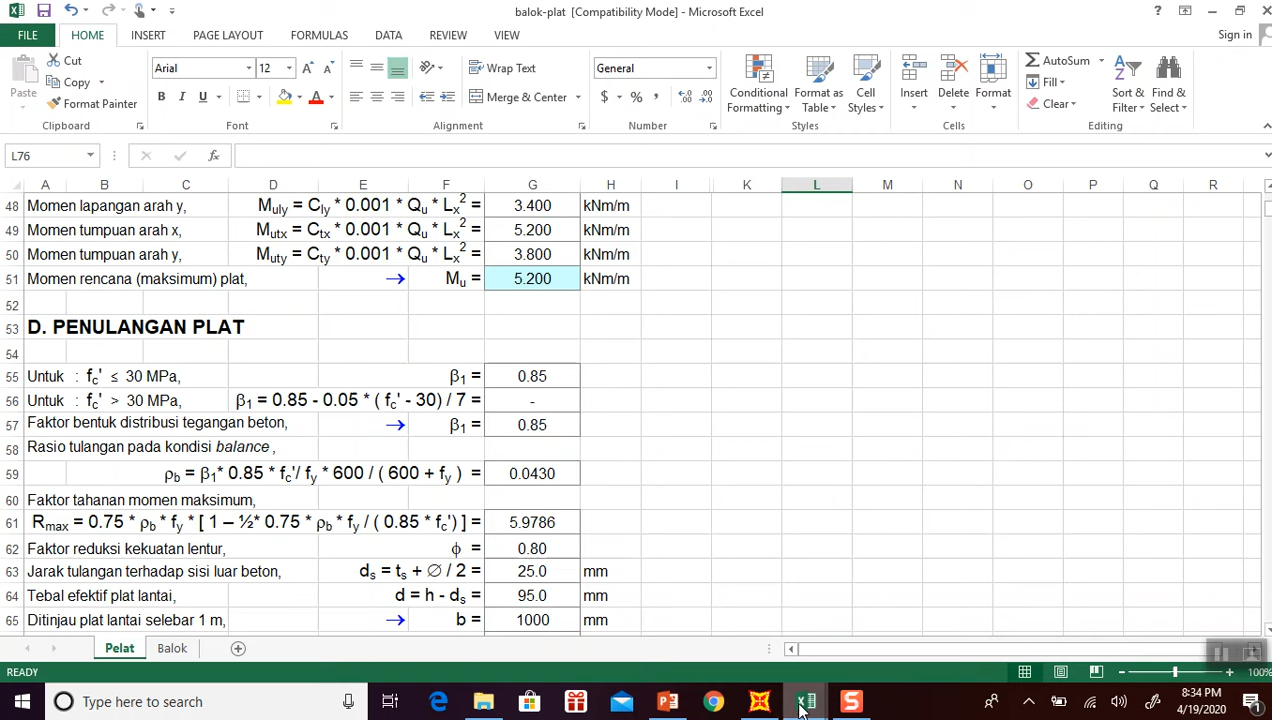 balok-plat [Compatibility Mode] - Microsoft Excel
?
FILE HOME INSERT PAGE LAYOUT FORMULAS DATA REVIEW VIEW Sign in
Paste Cut Copy Format Painter
Arial 12 B I U
Wrap Text Merge & Center
General $ % ,
Conditional Formatting Format as Table Cell Styles
Insert Delete Format
AutoSum Fill Clear Sort & Filter Find & Select
Clipboard Font Alignment Number Styles Cells Editing
L76 fx
A B C D E F G H I K L M N O P Q R
48 Momen lapangan arah y, Muly = Cly * 0.001 * Qu * Lx² = 3.400 kNm/m
49 Momen tumpuan arah x, Mutx = Ctx * 0.001 * Qu * Lx² = 5.200 kNm/m
50 Momen tumpuan arah y, Muty = Cty * 0.001 * Qu * Lx² = 3.800 kNm/m
51 Momen rencana (maksimum) plat, → Mu = 5.200 kNm/m
52
53 D. PENULANGAN PLAT
54
55 Untuk : fc' ≤ 30 MPa, β1 = 0.85
56 Untuk : fc' > 30 MPa, β1 = 0.85 - 0.05 * ( fc' - 30) / 7 = -
57 Faktor bentuk distribusi tegangan beton, → β1 = 0.85
58 Rasio tulangan pada kondisi balance ,
59 ρb = β1* 0.85 * fc'/ fy * 600 / ( 600 + fy ) = 0.0430
60 Faktor tahanan momen maksimum,
61 Rmax = 0.75 * ρb * fy * [ 1 – ½* 0.75 * ρb * fy / ( 0.85 * fc') ] = 5.9786
62 Faktor reduksi kekuatan lentur, ϕ = 0.80
63 Jarak tulangan terhadap sisi luar beton, ds = ts + ∅ / 2 = 25.0 mm
64 Tebal efektif plat lantai, d = h - ds = 95.0 mm
65 Ditinjau plat lantai selebar 1 m, → b = 1000 mm
Pelat Balok
READY 100%
Type here to search
8:34 PM
4/19/2020
1